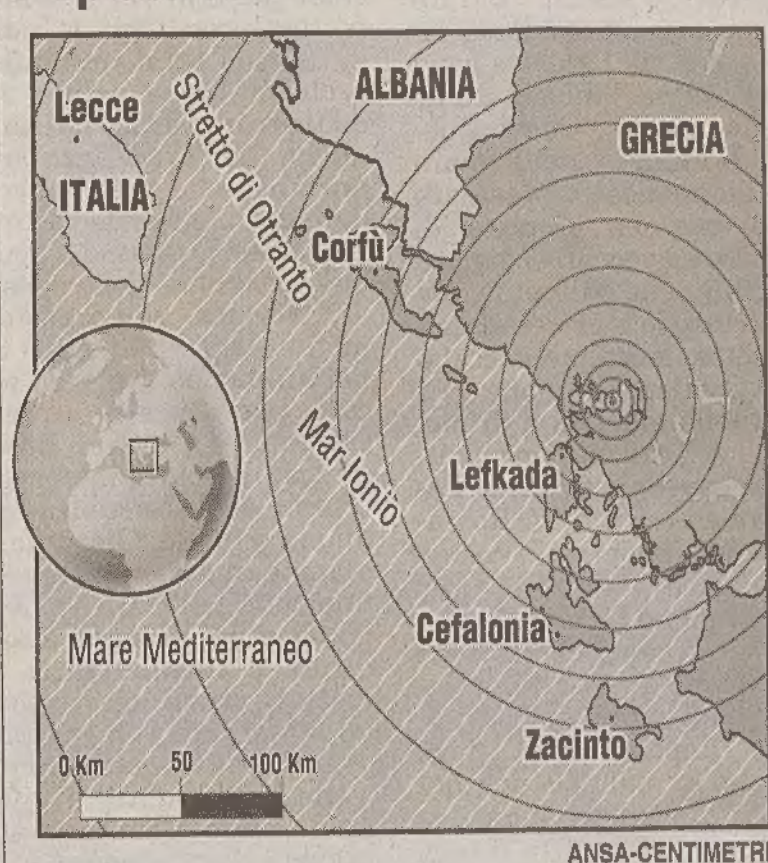 ALBANIA
Lecce
GRECIA
ITALIA
Stretto di Otranto
Corfù
Mar Ionio
Lefkada
Cefalonia
Mare Mediterraneo
Zacinto
0 Km 50 100 Km
ANSA-CENTIMETRI